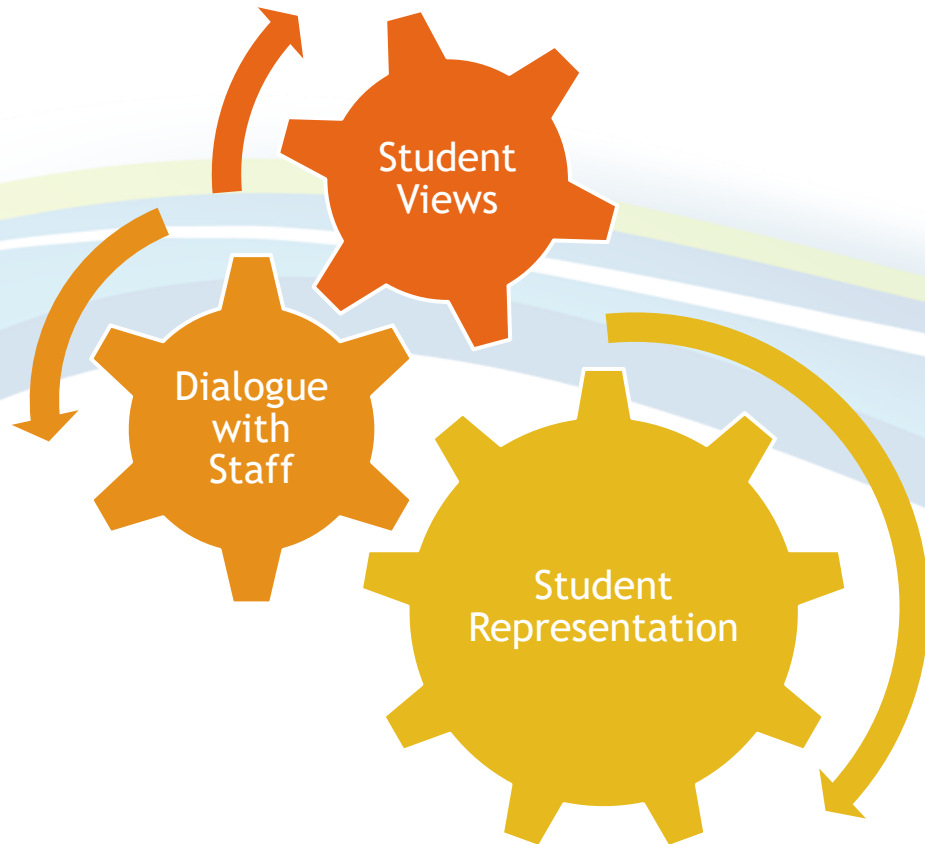 Student
Views
Dialogue
with
Staff
Student
Representation